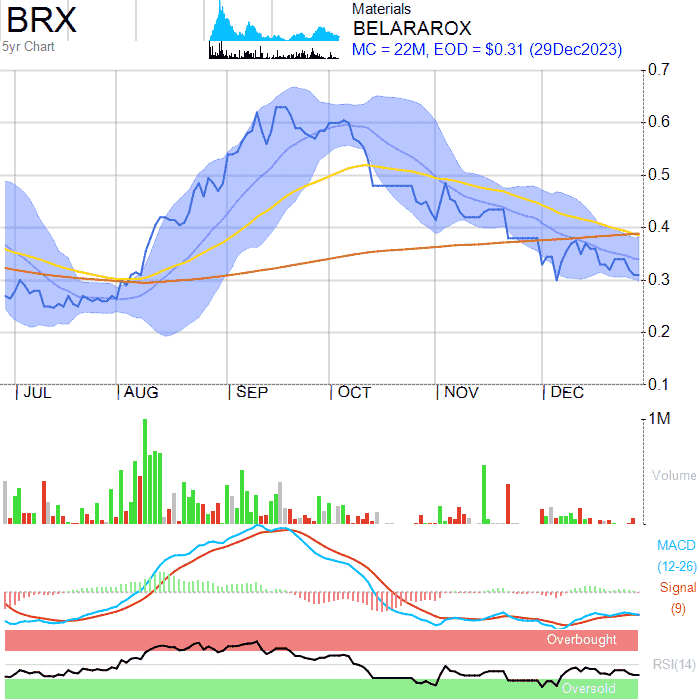 BRX
5yr Chart
Materials
BELARAROX
MC = 22M, EOD = $0.31 (29Dec2023)
0.7
0.6
0.5
0.4
0.3
0.2
0.1
JUL AUG SEP OCT NOV DEC
1M
Volume
MACD
(12-26)
Signal
(9)
Overbought
RSI(14)
Oversold